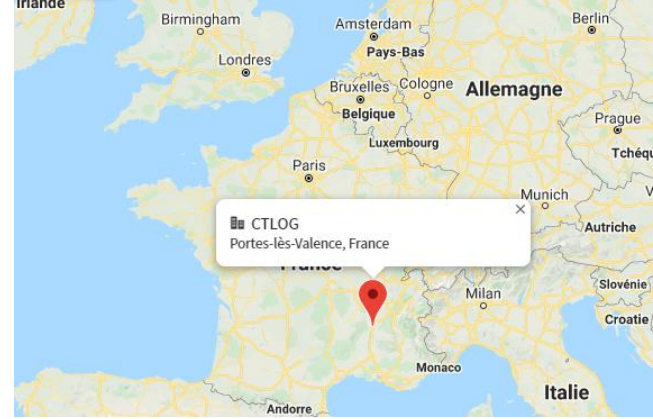 Irlande
Birmingham
Amsterdam
Berlin
Pays-Bas
Londres
Bruxelles
Cologne
Allemagne
Belgique
Prague
Luxembourg
Tchéqu
Paris
Munich
V
CTLOG
×
Portes-lès-Valence, France
Autriche
France
Slovénie
Milan
Croatie
Monaco
Italie
Andorre